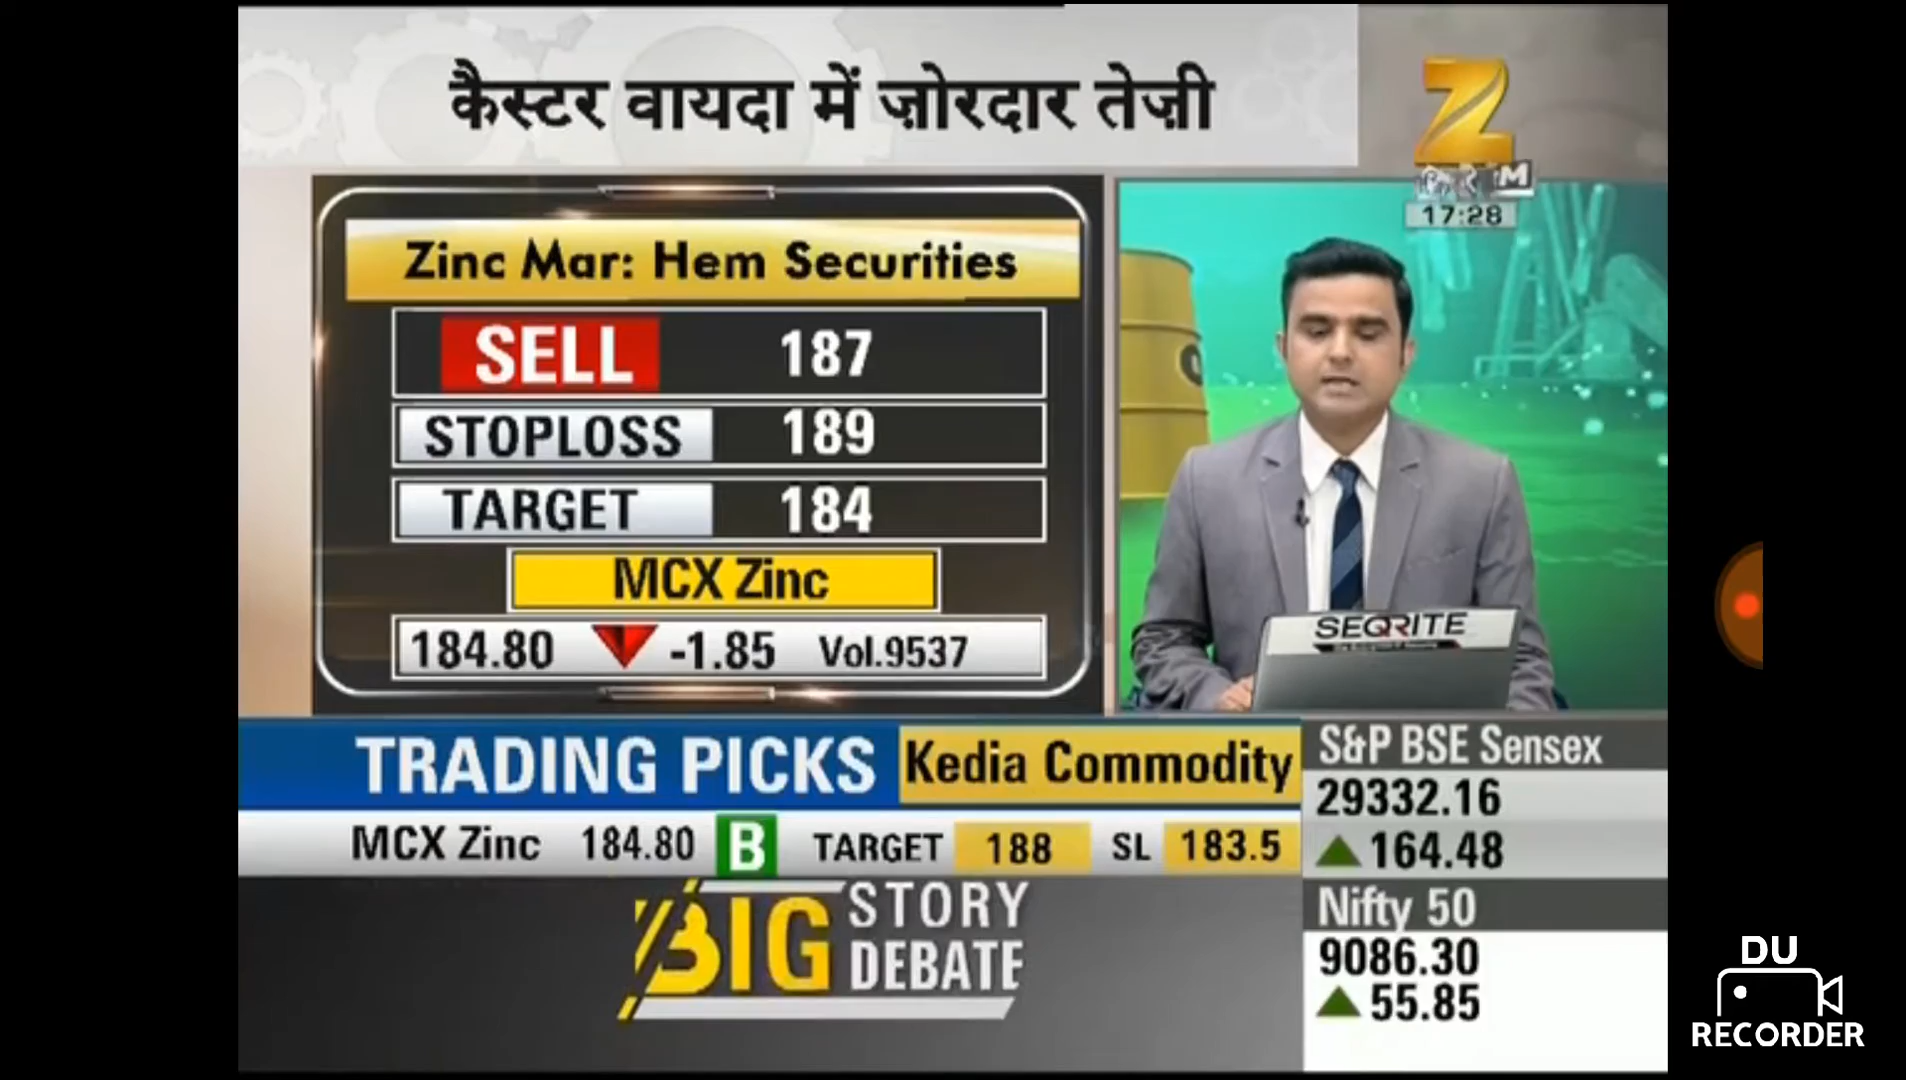 कैस्टर वायदा में ज़ोरदार तेज़ी
17:28
Zinc Mar: Hem Securities
SELL 187
STOPLOSS 189
TARGET 184
MCX Zinc
184.80 -1.85 Vol.9537
SEQRITE
TRADING PICKS Kedia Commodity
MCX Zinc 184.80 B TARGET 188 SL 183.5
BIG STORY DEBATE
S&P BSE Sensex
29332.16
164.48
Nifty 50
9086.30
55.85
DU
RECORDER